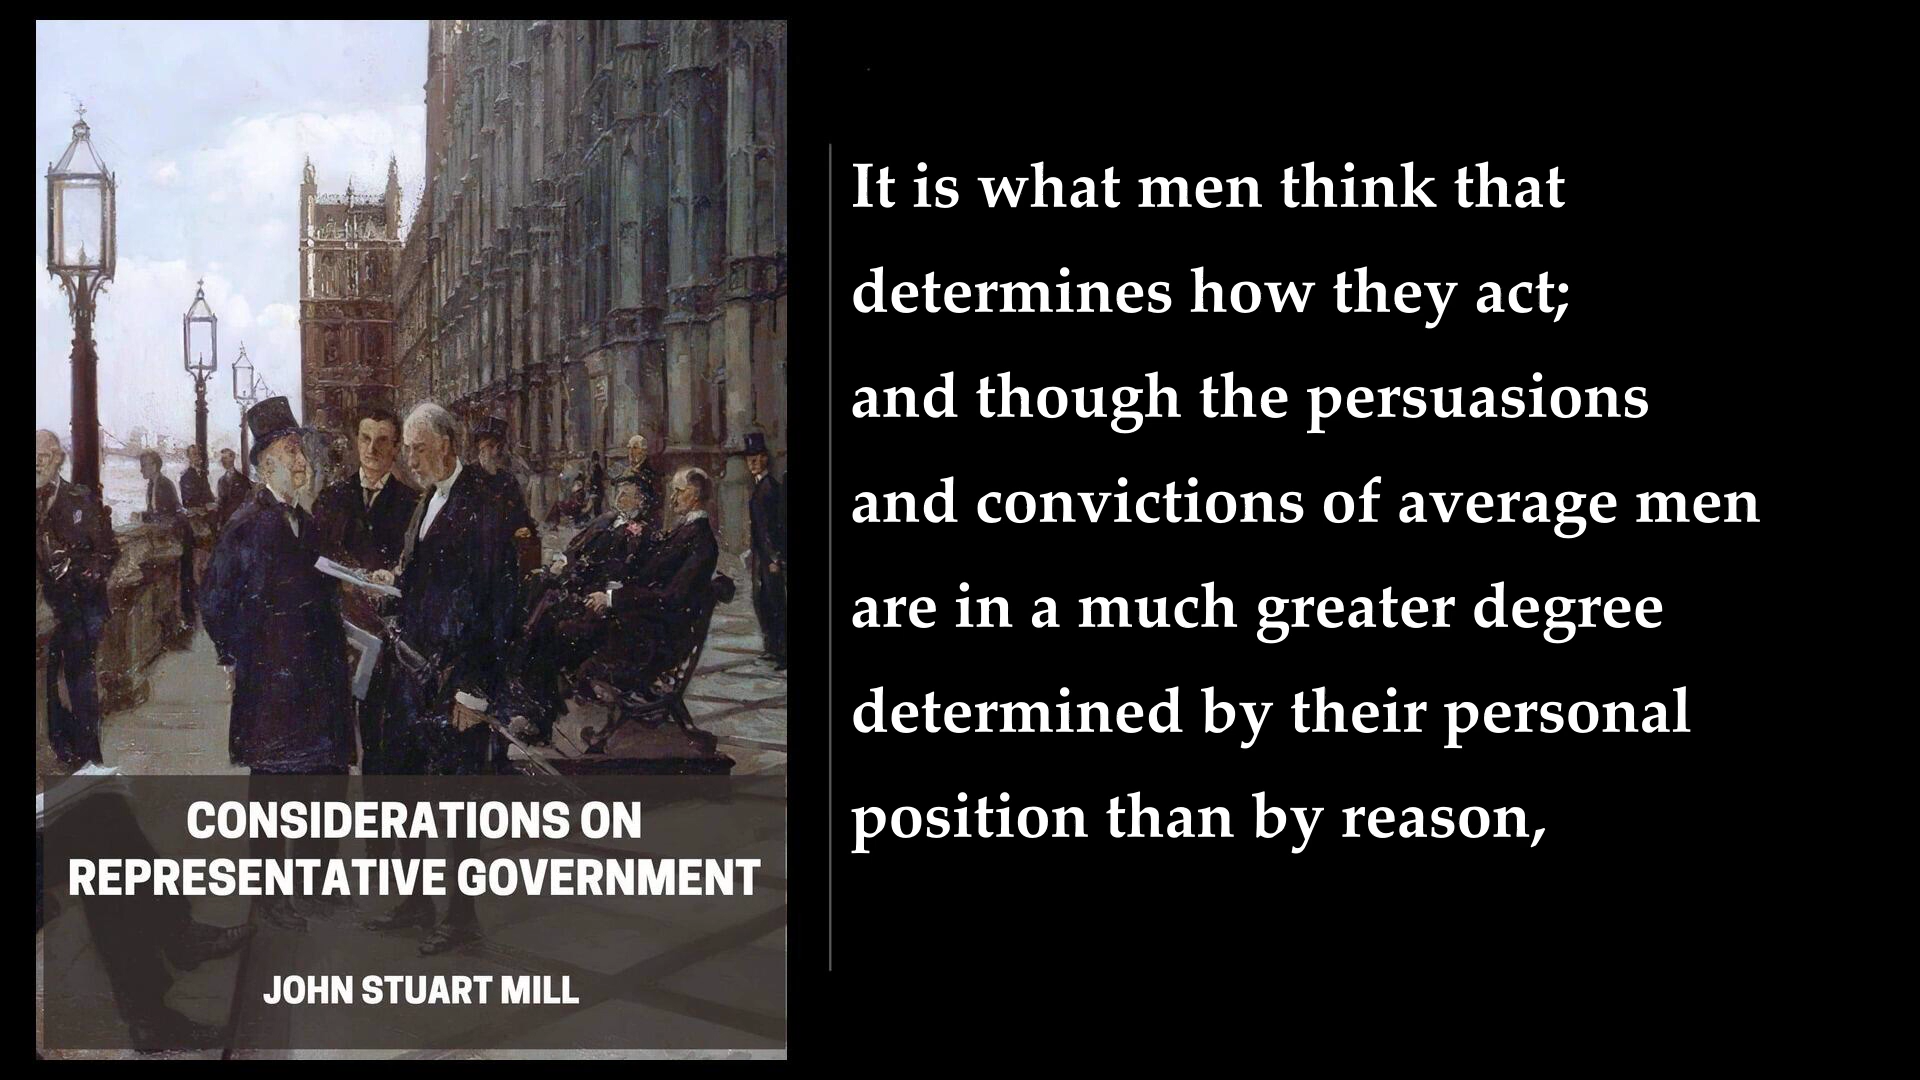 CONSIDERATIONS ON
REPRESENTATIVE GOVERNMENT
JOHN STUART MILL
It is what men think that
determines how they act;
and though the persuasions
and convictions of average men
are in a much greater degree
determined by their personal
position than by reason,